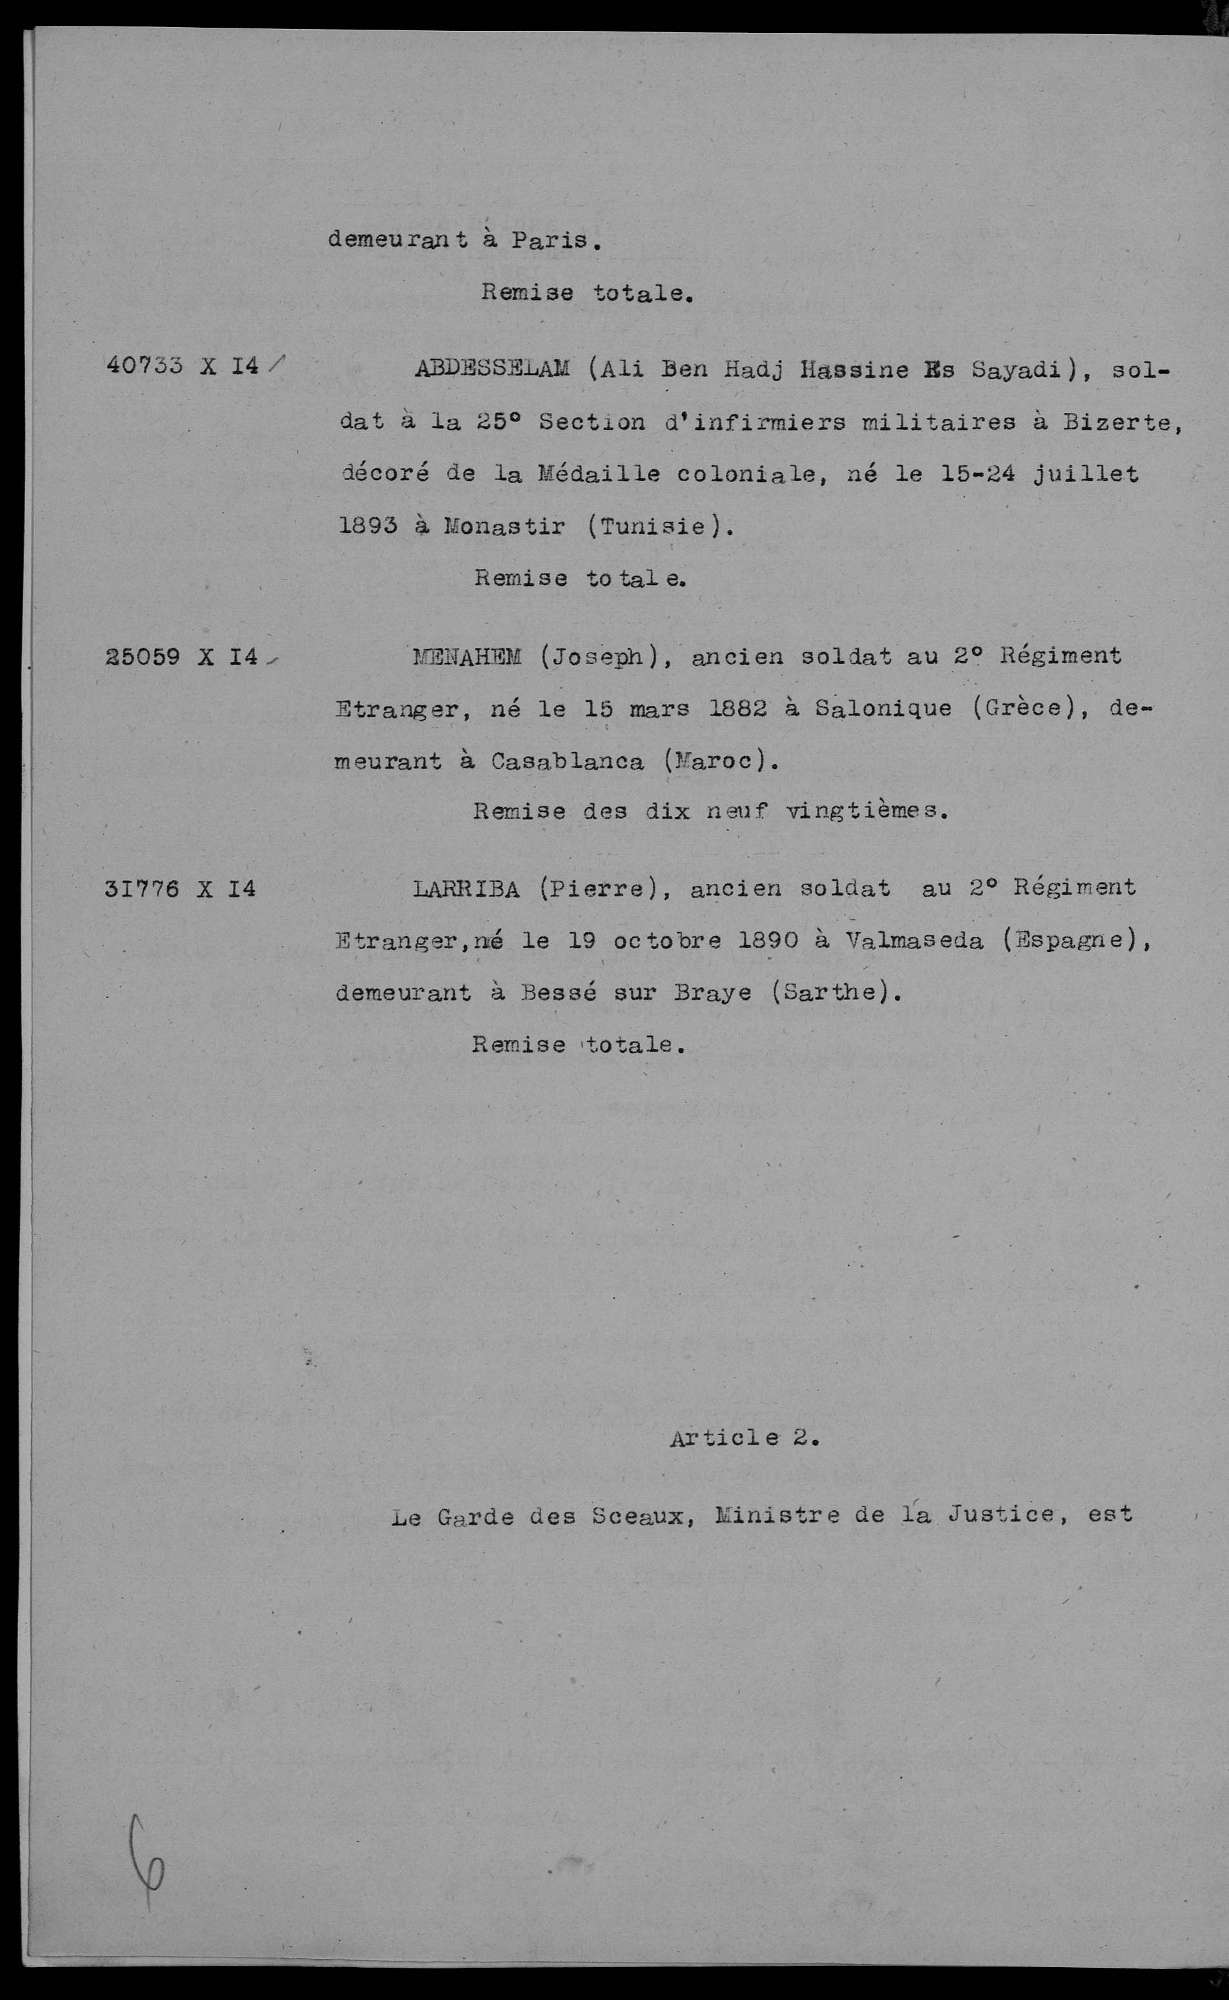 demeurant à Paris.
Remise totale.
40733 X I4 / ABDESSELAM (Ali Ben Hadj Hassine Es Sayadi), sol-
dat à la 25° Section d'infirmiers militaires à Bizerte,
décoré de la Médaille coloniale, né le 15-24 juillet
1893 à Monastir (Tunisie).
Remise totale.
25059 X I4 MENAHEM (Joseph), ancien soldat au 2° Régiment
Etranger, né le 15 mars 1882 à Salonique (Grèce), de-
meurant à Casablanca (Maroc).
Remise des dix neuf vingtièmes.
3I776 X I4 LARRIBA (Pierre), ancien soldat au 2° Régiment
Etranger,né le 19 octobre 1890 à Valmaseda (Espagne),
demeurant à Bessé sur Braye (Sarthe).
Remise totale.
Article 2.
Le Garde des Sceaux, Ministre de la Justice, est
6